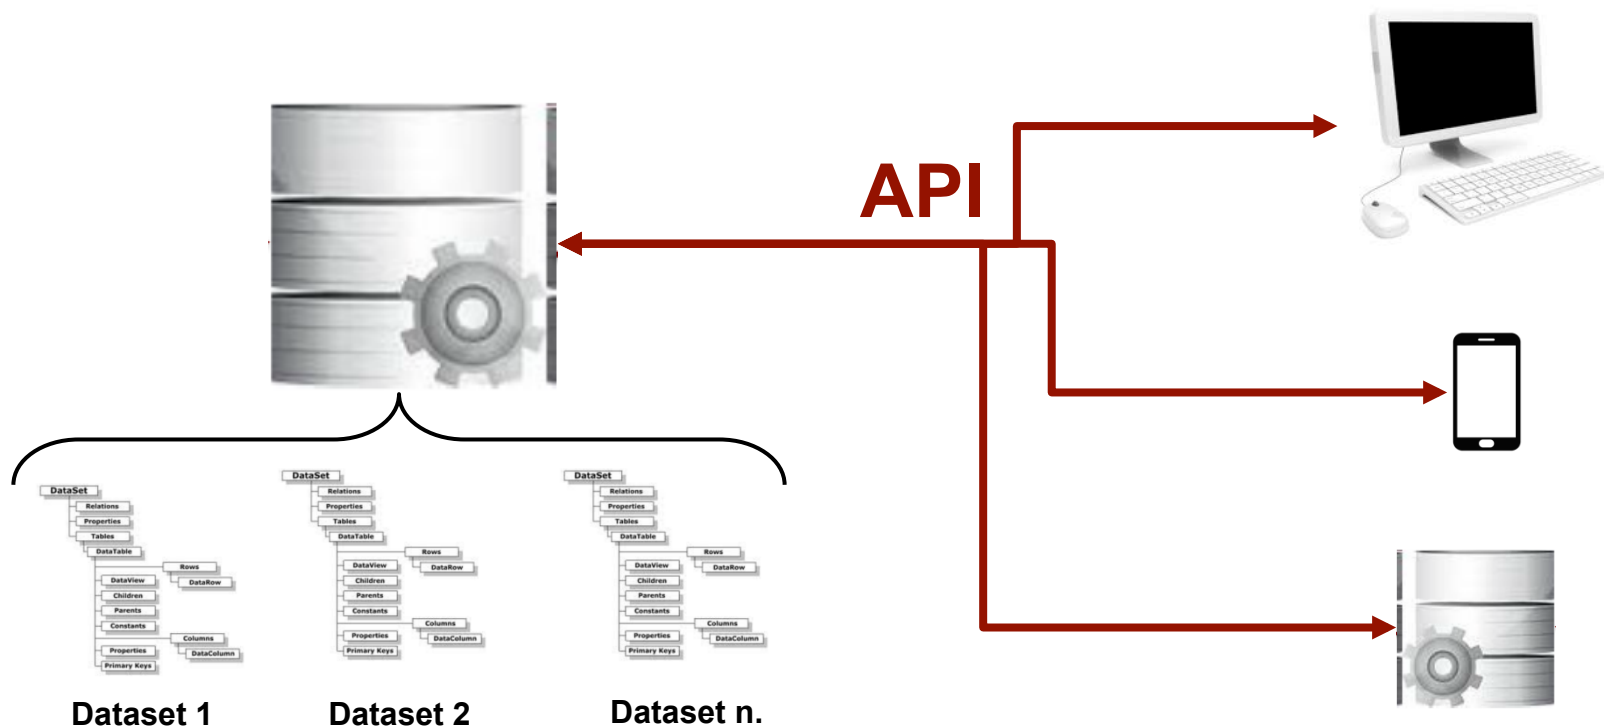 API
DataSet
Relations
Properties
Tables
DataTable
Rows
DataRow
DataView
Children
Parents
Constants
Columns
DataColumn
Properties
Primary Keys
Dataset 1
DataSet
Relations
Properties
Tables
DataTable
Rows
DataRow
DataView
Children
Parents
Constants
Columns
DataColumn
Properties
Primary Keys
Dataset 2
DataSet
Relations
Properties
Tables
DataTable
Rows
DataRow
DataView
Children
Parents
Constants
Columns
DataColumn
Properties
Primary Keys
Dataset n.